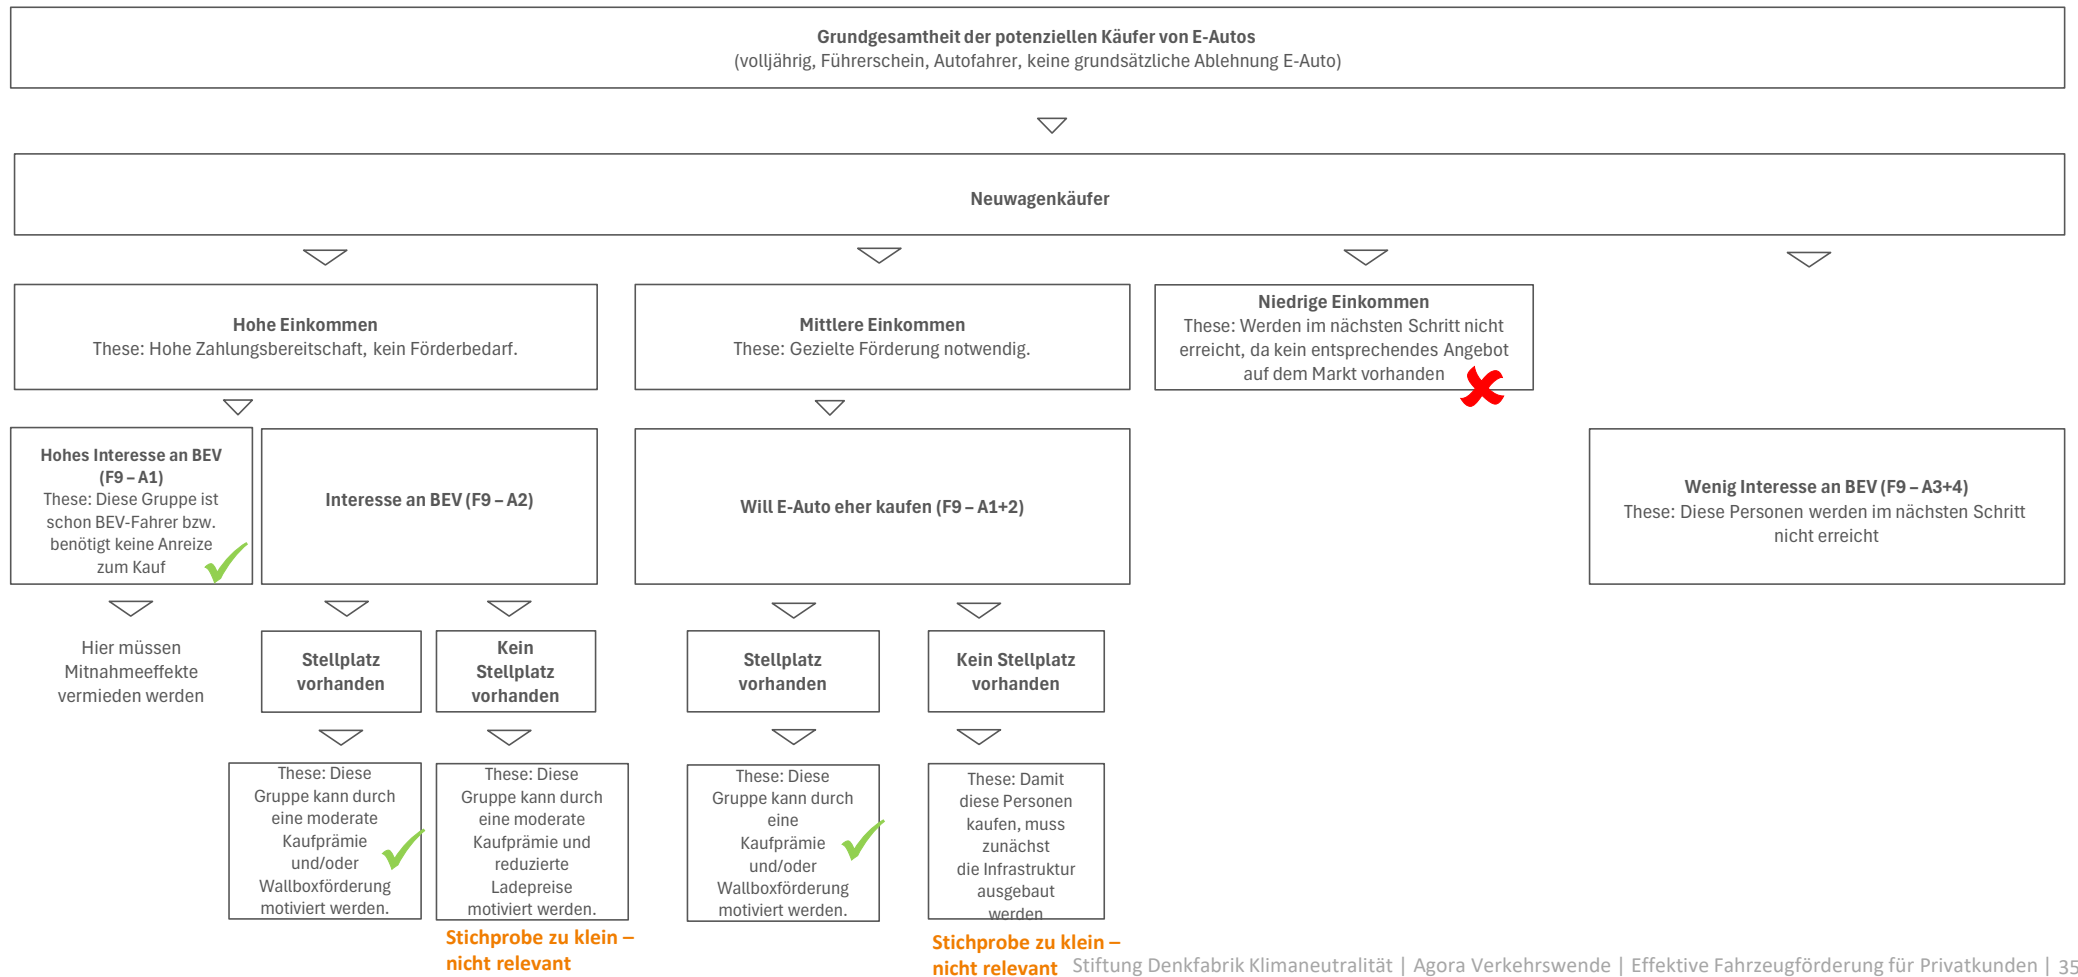 Grundgesamtheit der potenziellen Käufer von E-Autos
(volljährig, Führerschein, Autofahrer, keine grundsätzliche Ablehnung E-Auto)
Neuwagenkäufer
Hohe Einkommen
These: Hohe Zahlungsbereitschaft, kein Förderbedarf.
Mittlere Einkommen
These: Gezielte Förderung notwendig.
Niedrige Einkommen
These: Werden im nächsten Schritt nicht
erreicht, da kein entsprechendes Angebot
auf dem Markt vorhanden
Hohes Interesse an BEV
(F9 – A1)
These: Diese Gruppe ist
schon BEV-Fahrer bzw.
benötigt keine Anreize
zum Kauf
Interesse an BEV (F9 – A2)
Will E-Auto eher kaufen (F9 – A1+2)
Wenig Interesse an BEV (F9 – A3+4)
These: Diese Personen werden im nächsten Schritt
nicht erreicht
Hier müssen
Mitnahmeeffekte
vermieden werden
Stellplatz
vorhanden
Kein
Stellplatz
vorhanden
Stellplatz
vorhanden
Kein Stellplatz
vorhanden
These: Diese
Gruppe kann durch
eine moderate
Kaufprämie
und/oder
Wallboxförderung
motiviert werden.
These: Diese
Gruppe kann durch
eine moderate
Kaufprämie und
reduzierte
Ladepreise
motiviert werden.
These: Diese
Gruppe kann durch
eine
Kaufprämie
und/oder
Wallboxförderung
motiviert werden.
These: Damit
diese Personen
kaufen, muss
zunächst
die Infrastruktur
ausgebaut
werden
Stichprobe zu klein –
nicht relevant
Stichprobe zu klein –
nicht relevant
Stiftung Denkfabrik Klimaneutralität | Agora Verkehrswende | Effektive Fahrzeugförderung für Privatkunden | 35